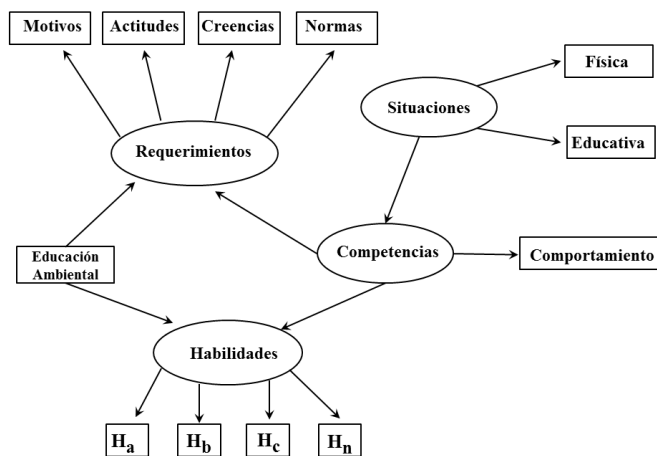 Motivos
Actitudes
Creencias
Normas
Física
Situaciones
Educativa
Requerimientos
Educación
Ambiental
Competencias
Comportamiento
Habilidades
Ha
Hb
Hc
Hn